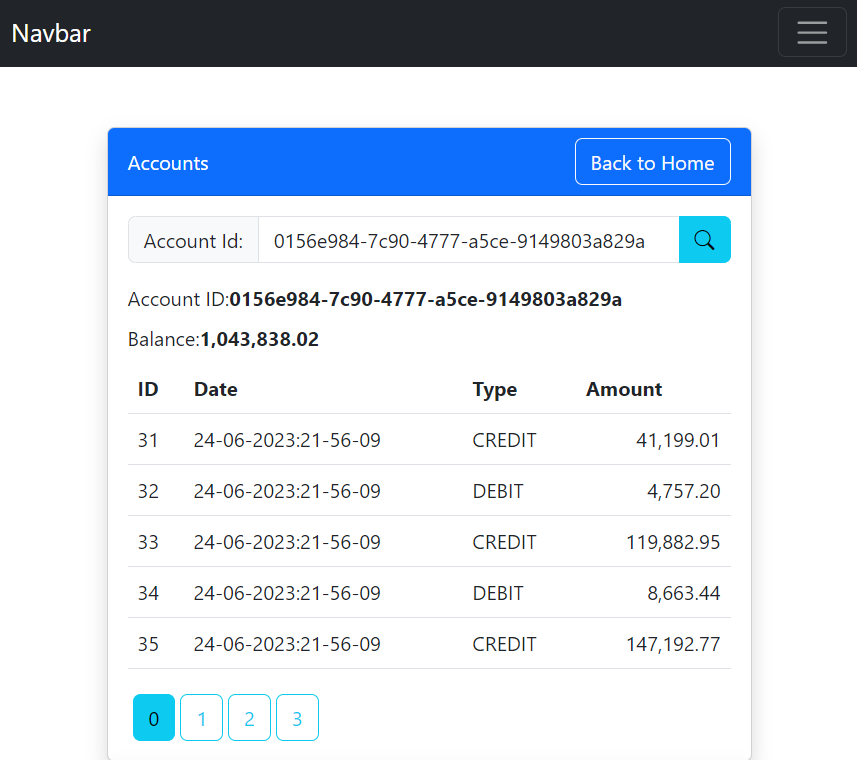 Navbar
Accounts Back to Home
Account Id: 0156e984-7c90-4777-a5ce-9149803a829a
Account ID:0156e984-7c90-4777-a5ce-9149803a829a
Balance:1,043,838.02
ID Date Type Amount
31 24-06-2023:21-56-09 CREDIT 41,199.01
32 24-06-2023:21-56-09 DEBIT 4,757.20
33 24-06-2023:21-56-09 CREDIT 119,882.95
34 24-06-2023:21-56-09 DEBIT 8,663.44
35 24-06-2023:21-56-09 CREDIT 147,192.77
0 1 2 3